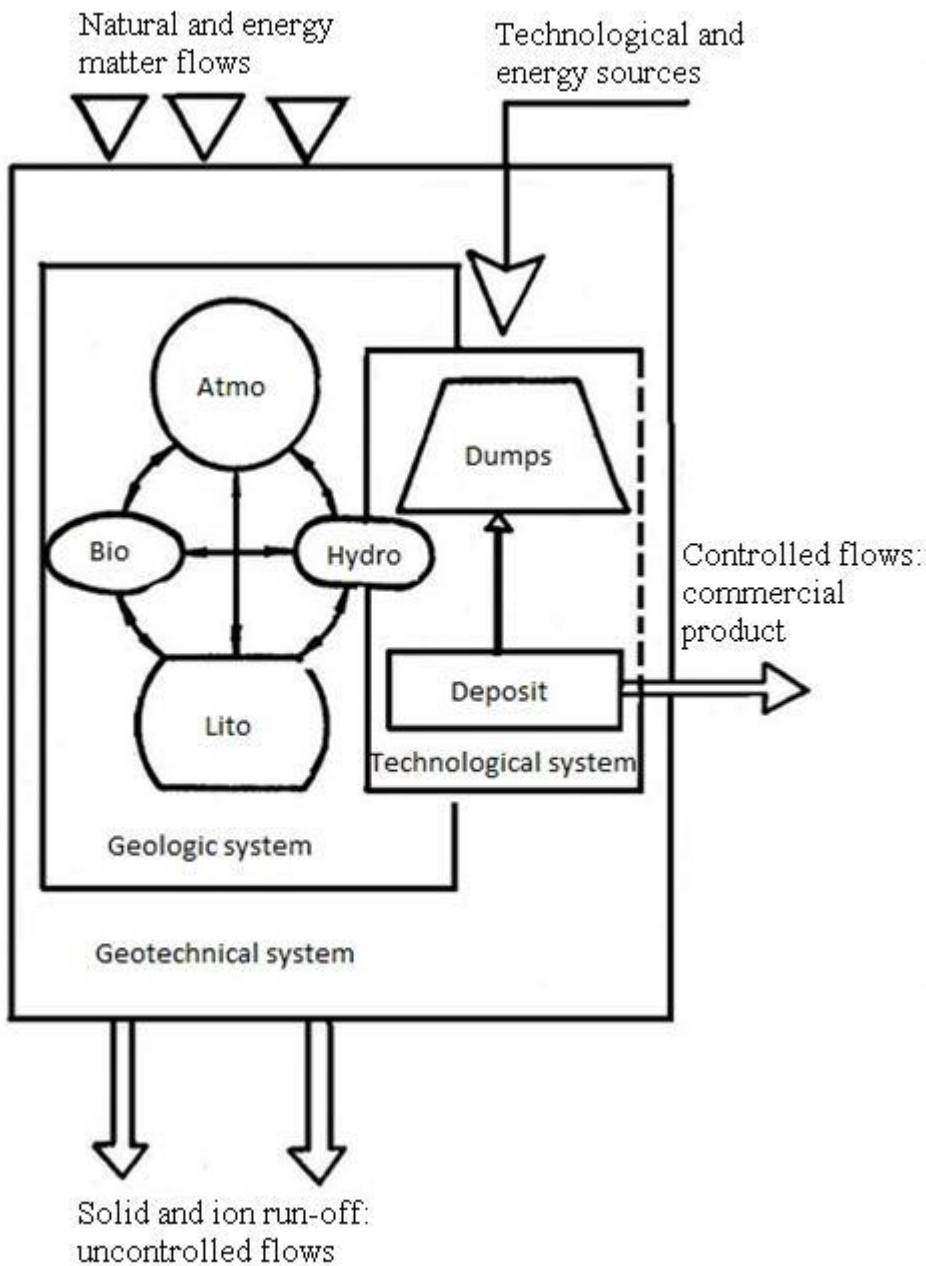 Natural and energy
matter flows
Technological and
energy sources
Atmo
Dumps
Bio
Hydro
Controlled flows:
commercial
product
Deposit
Lito
Technological system
Geologic system
Geotechnical system
Solid and ion run-off:
uncontrolled flows